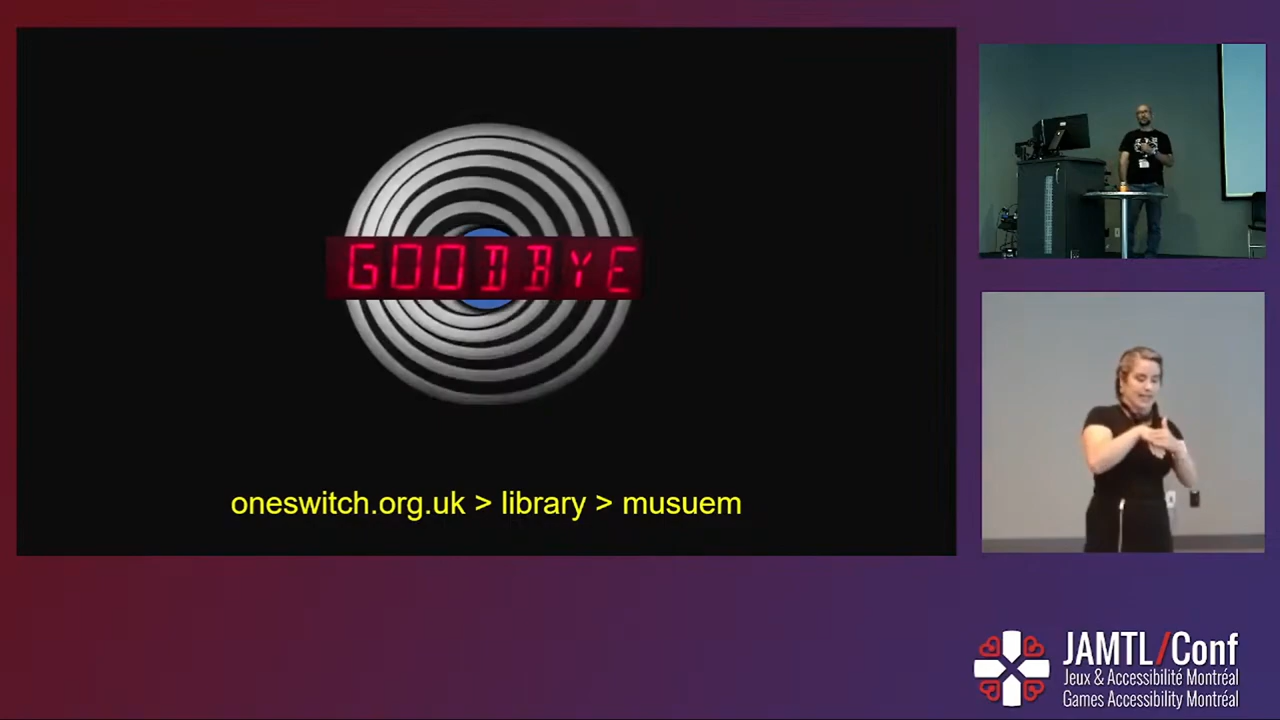 GOODBYE
oneswitch.org.uk > library > musuem
JAMTL/Conf
Jeux & Accessibilité Montréal
Games Accessibility Montréal